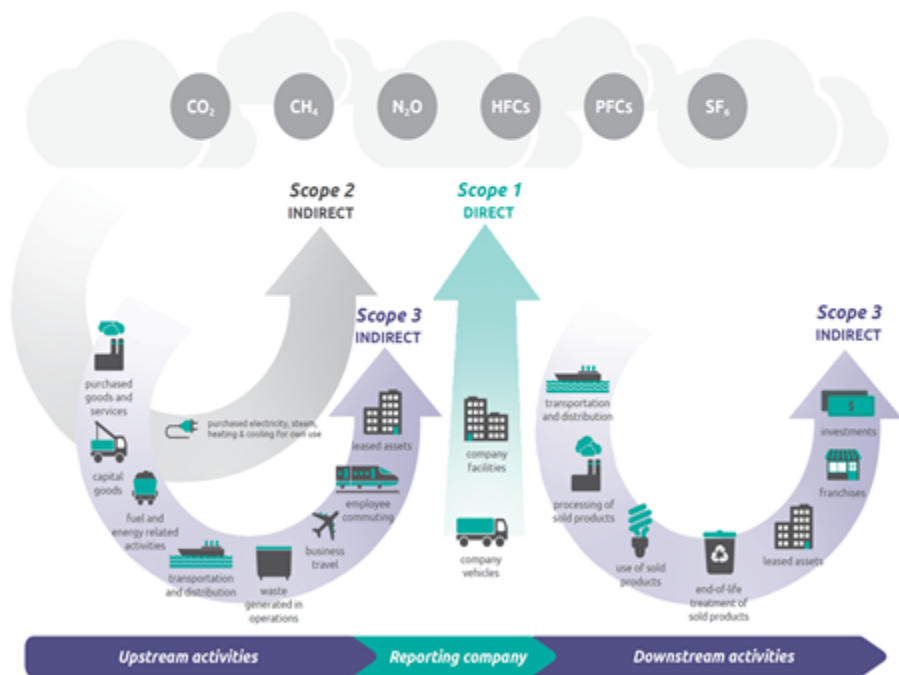 CO₂
CH₄
N₂O
HFCs
PFCs
SF₆
Scope 2
INDIRECT
Scope 1
DIRECT
Scope 3
INDIRECT
Scope 3
INDIRECT
purchased
goods and
services
capital
goods
fuel and
energy related
activities
transportation
and distribution
waste
generated in
operations
business
travel
employee
commuting
leased assets
purchased electricity, steam,
heating & cooling for own use
company
facilities
company
vehicles
transportation
and distribution
processing of
sold products
use of sold
products
end-of-life
treatment of
sold products
leased assets
franchises
$
investments
Upstream activities
Reporting company
Downstream activities